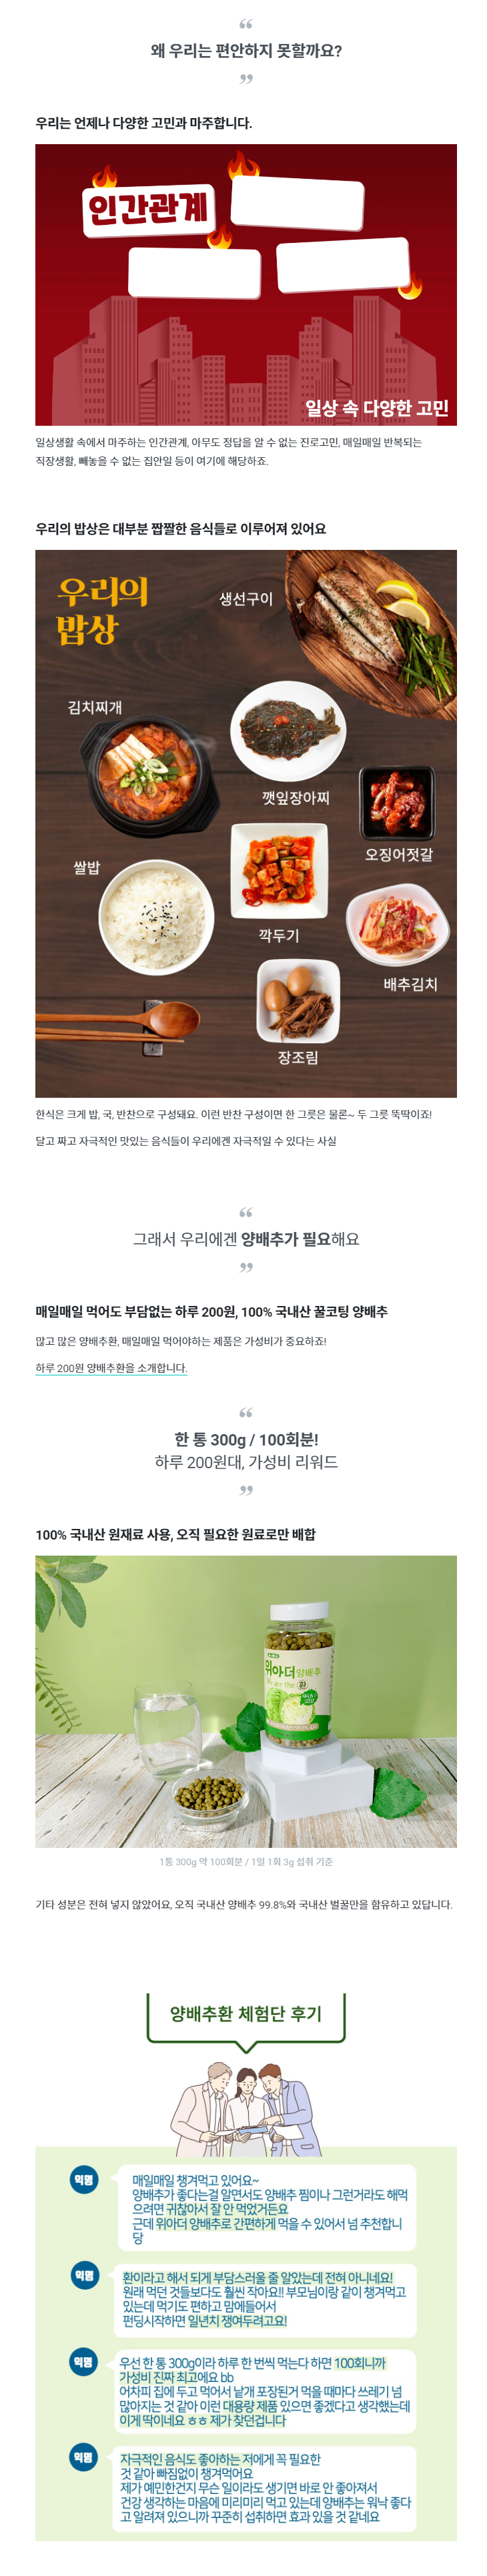 “
왜 우리는 편안하지 못할까요?
”
우리는 언제나 다양한 고민과 마주합니다.
인간관계
일상 속 다양한 고민
일상생활 속에서 마주하는 인간관계, 아무도 정답을 알 수 없는 진로고민, 매일매일 반복되는
직장생활, 빼놓을 수 없는 집안일 등이 여기에 해당하죠.
우리의 밥상은 대부분 짭짤한 음식들로 이루어져 있어요
우리의
밥상
생선구이
김치찌개
깻잎장아찌
오징어젓갈
쌀밥
깍두기
배추김치
장조림
한식은 크게 밥, 국, 반찬으로 구성돼요. 이런 반찬 구성이면 한 그릇은 물론~ 두 그릇 뚝딱이죠!
달고 짜고 자극적인 맛있는 음식들이 우리에겐 자극적일 수 있다는 사실
“
그래서 우리에겐 양배추가 필요해요
”
매일매일 먹어도 부담없는 하루 200원, 100% 국내산 꿀코팅 양배추
많고 많은 양배추환, 매일매일 먹어야하는 제품은 가성비가 중요하죠!
하루 200원 양배추환을 소개합니다.
“
한 통 300g / 100회분!
하루 200원대, 가성비 리워드
”
100% 국내산 원재료 사용, 오직 필요한 원료로만 배합
위아더 양배추
We are the 환
1통 300g 약 100회분 / 1일 1회 3g 섭취 기준
기타 성분은 전혀 넣지 않았어요, 오직 국내산 양배추 99.8%와 국내산 벌꿀만을 함유하고 있답니다.
양배추환 체험단 후기
익명
매일매일 챙겨먹고 있어요~
양배추가 좋다는걸 알면서도 양배추 찜이나 그런거라도 해먹
으려면 귀찮아서 잘 안 먹었거든요
근데 위아더 양배추로 간편하게 먹을 수 있어서 넘 추천합니
당
익명
환이라고 해서 되게 부담스러울 줄 알았는데 전혀 아니네요!
원래 먹던 것들보다도 훨씬 작아요!! 부모님이랑 같이 챙겨먹고
있는데 먹기도 편하고 맘에들어서
펀딩시작하면 일년치 쟁여두려고요!
익명
우선 한 통 300g이라 하루 한 번씩 먹는다 하면 100회니까
가성비 진짜 최고에요 bb
어차피 집에 두고 먹어서 낱개 포장된거 먹을 때마다 쓰레기 넘
많아지는 것 같아 이런 대용량 제품 있으면 좋겠다고 생각했는데
이게 딱이네요 ㅎㅎ 제가 찾던겁니다
익명
자극적인 음식도 좋아하는 저에게 꼭 필요한
것 같아 빠짐없이 챙겨먹어요
제가 예민한건지 무슨 일이라도 생기면 바로 안 좋아져서
건강 생각하는 마음에 미리미리 먹고 있는데 양배추는 워낙 좋다
고 알려져 있으니까 꾸준히 섭취하면 효과 있을 것 같네요